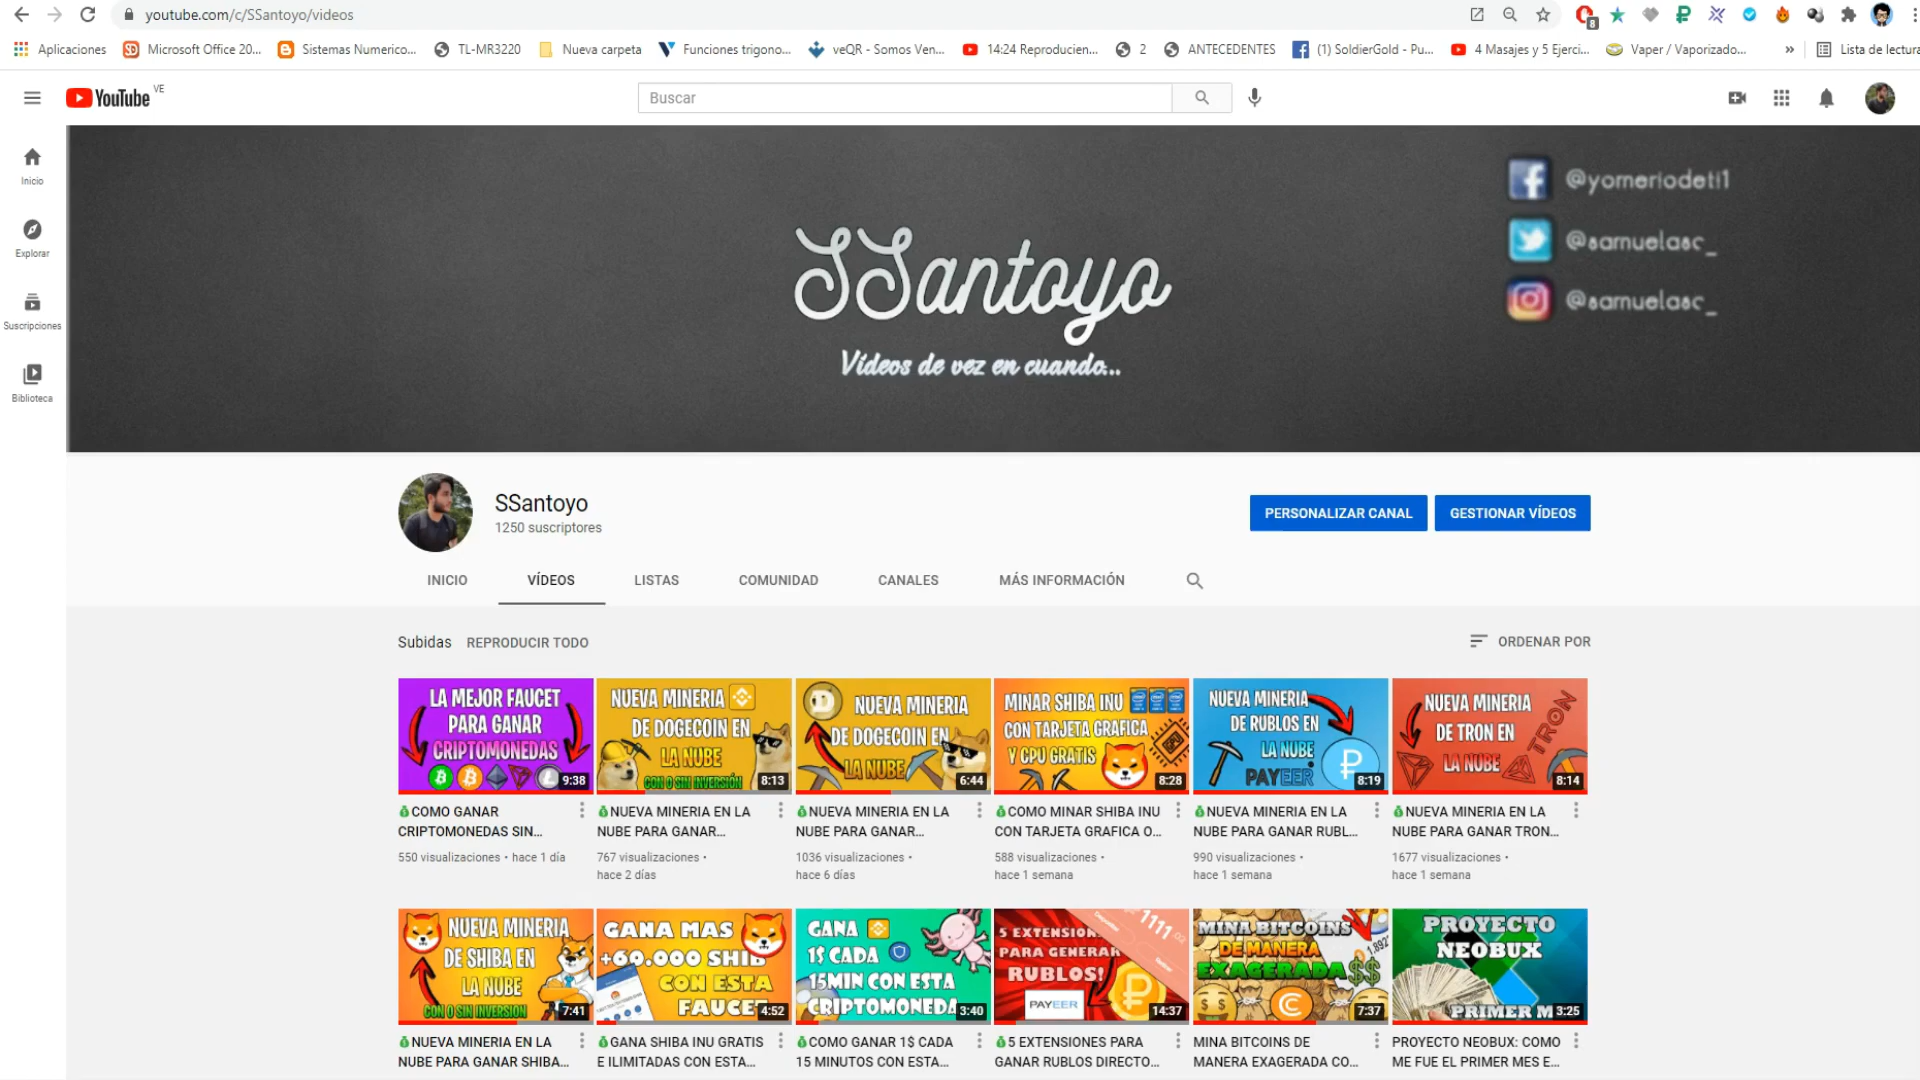 youtube.com/c/SSantoyo/videos
8
Aplicaciones
Microsoft Office 20...
Sistemas Numerico...
TL-MR3220
Nueva carpeta
Funciones trigono...
veQR - Somos Ven...
14:24 Reproducien...
2
ANTECEDENTES
(1) SoldierGold - Pu...
4 Masajes y 5 Ejerci...
Vaper / Vaporizado...
»
Lista de lectura
YouTube VE
Buscar
Inicio
Explorar
Suscripciones
Biblioteca
SSantoyo
Vídeos de vez en cuando...
@yomeriodeti1
@samuelasc_
@samuelasc_
SSantoyo
1250 suscriptores
PERSONALIZAR CANAL
GESTIONAR VÍDEOS
INICIO
VÍDEOS
LISTAS
COMUNIDAD
CANALES
MÁS INFORMACIÓN
Subidas
REPRODUCIR TODO
ORDENAR POR
LA MEJOR FAUCET
PARA GANAR
CRIPTOMONEDAS
9:38
COMO GANAR
CRIPTOMONEDAS SIN...
550 visualizaciones • hace 1 día
NUEVA MINERIA
DE DOGECOIN EN
LA NUBE
CON O SIN INVERSIÓN
8:13
NUEVA MINERIA EN LA
NUBE PARA GANAR...
767 visualizaciones •
hace 2 días
NUEVA MINERIA
DE DOGECOIN EN
LA NUBE
6:44
NUEVA MINERIA EN LA
NUBE PARA GANAR...
1036 visualizaciones •
hace 6 días
MINAR SHIBA INU
CON TARJETA GRAFICA
Y CPU GRATIS
8:28
COMO MINAR SHIBA INU
CON TARJETA GRAFICA O...
588 visualizaciones •
hace 1 semana
NUEVA MINERIA
DE RUBLOS EN
LA NUBE
PAYEER
8:19
NUEVA MINERIA EN LA
NUBE PARA GANAR RUBL...
990 visualizaciones •
hace 1 semana
NUEVA MINERIA
DE TRON EN
LA NUBE
TRON
8:14
NUEVA MINERIA EN LA
NUBE PARA GANAR TRON...
1677 visualizaciones •
hace 1 semana
NUEVA MINERIA
DE SHIBA EN
LA NUBE
CON O SIN INVERSION
7:41
NUEVA MINERIA EN LA
NUBE PARA GANAR SHIBA...
GANA MAS
+60.000 SHIB
CON ESTA
FAUCET
4:52
GANA SHIBA INU GRATIS
E ILIMITADAS CON ESTA...
GANA
1$ CADA
15MIN CON ESTA
CRIPTOMONEDA
3:40
COMO GANAR 1$ CADA
15 MINUTOS CON ESTA...
5 EXTENSION
PARA GENERAR
RUBLOS!
PAYEER
1111.00
14:37
5 EXTENSIONES PARA
GANAR RUBLOS DIRECTO...
MINA BITCOINS
DE MANERA
EXAGERADA
7:37
MINA BITCOINS DE
MANERA EXAGERADA CO...
PROYECTO
NEOBUX
PRIMER M
3:25
PROYECTO NEOBUX: COMO
ME FUE EL PRIMER MES E...